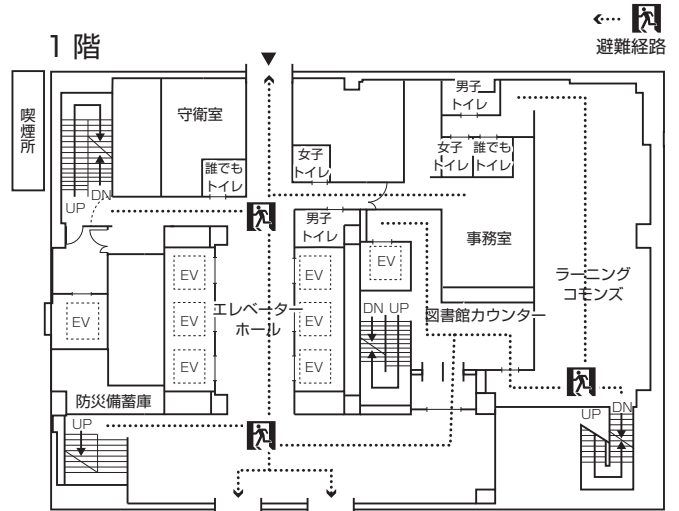 避難経路
1階
喫煙所
守衛室
誰でも
トイレ
女子
トイレ
男子
トイレ
女子
トイレ
誰でも
トイレ
DN
UP
男子
トイレ
事務室
EV
EV
EV
EV
エレベーター
ホール
EV
EV
EV
EV
DN UP
図書館カウンター
ラーニング
コモンズ
防災備蓄庫
UP
UP
DN